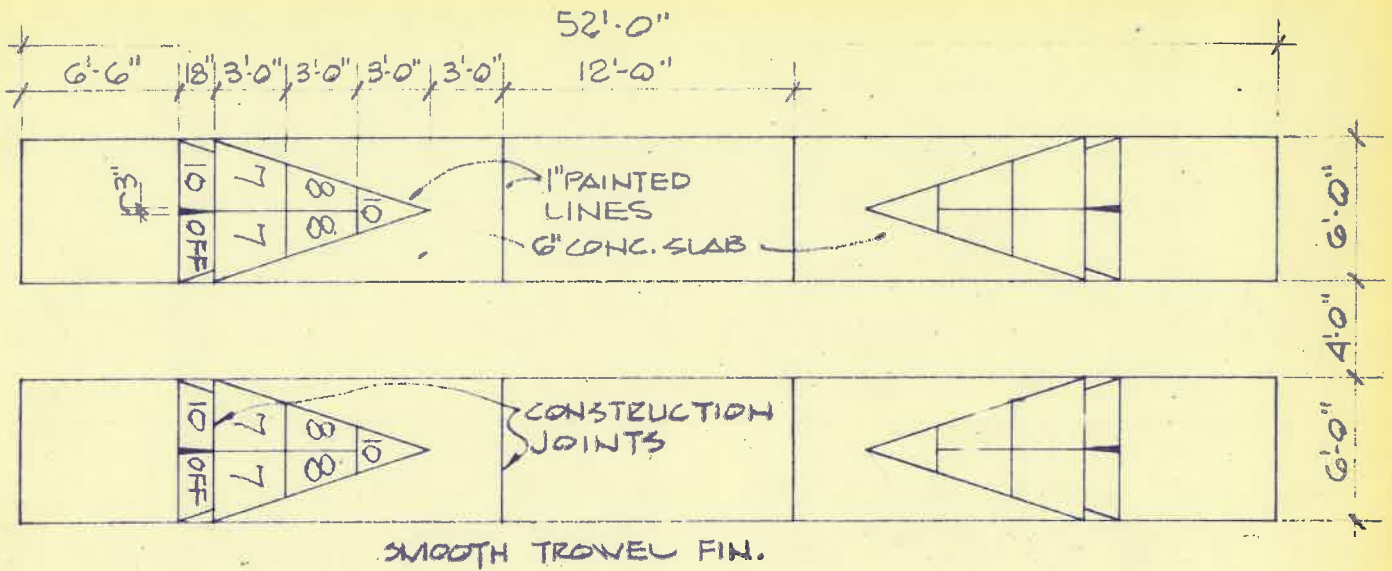 52'-0"
6'-6" 18" 3'-0" 3'-0" 3'-0" 3'-0" 12'-0"
3"
10 7 8 10
OFF 7 8
1" PAINTED
LINES
6" CONC. SLAB
6'-0"
4'-0"
10 7 8 10
OFF 7 8
CONSTRUCTION
JOINTS
6'-0"
SMOOTH TROWEL FIN.